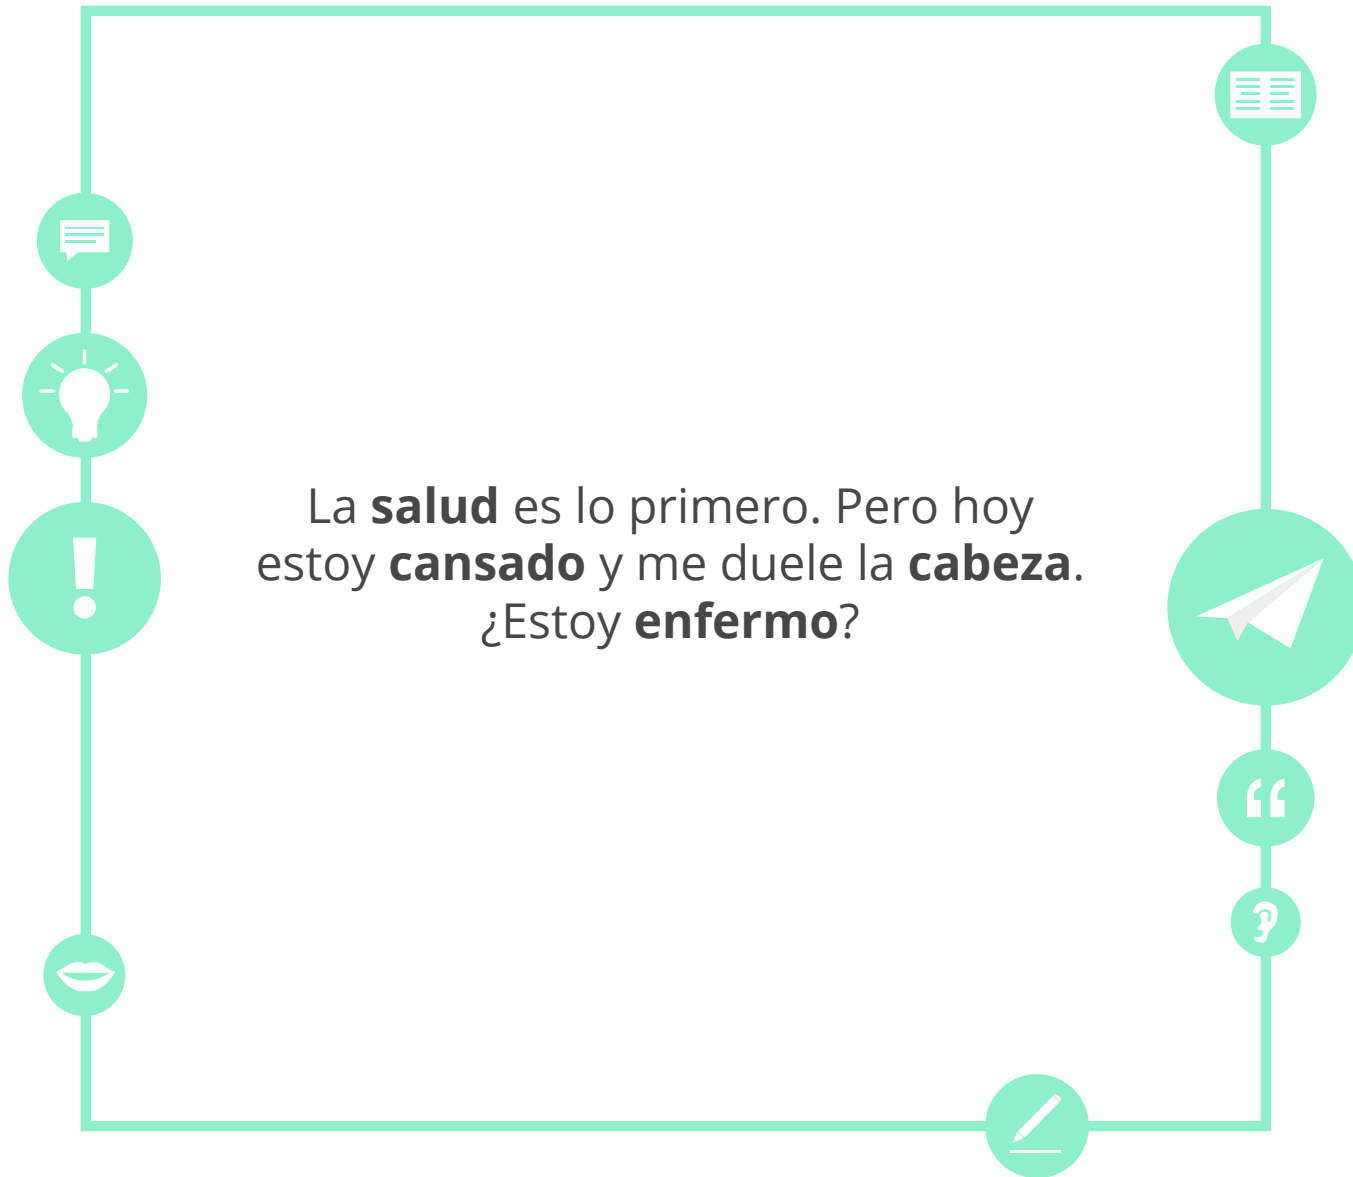 La salud es lo primero. Pero hoy
estoy cansado y me duele la cabeza.
¿Estoy enfermo?